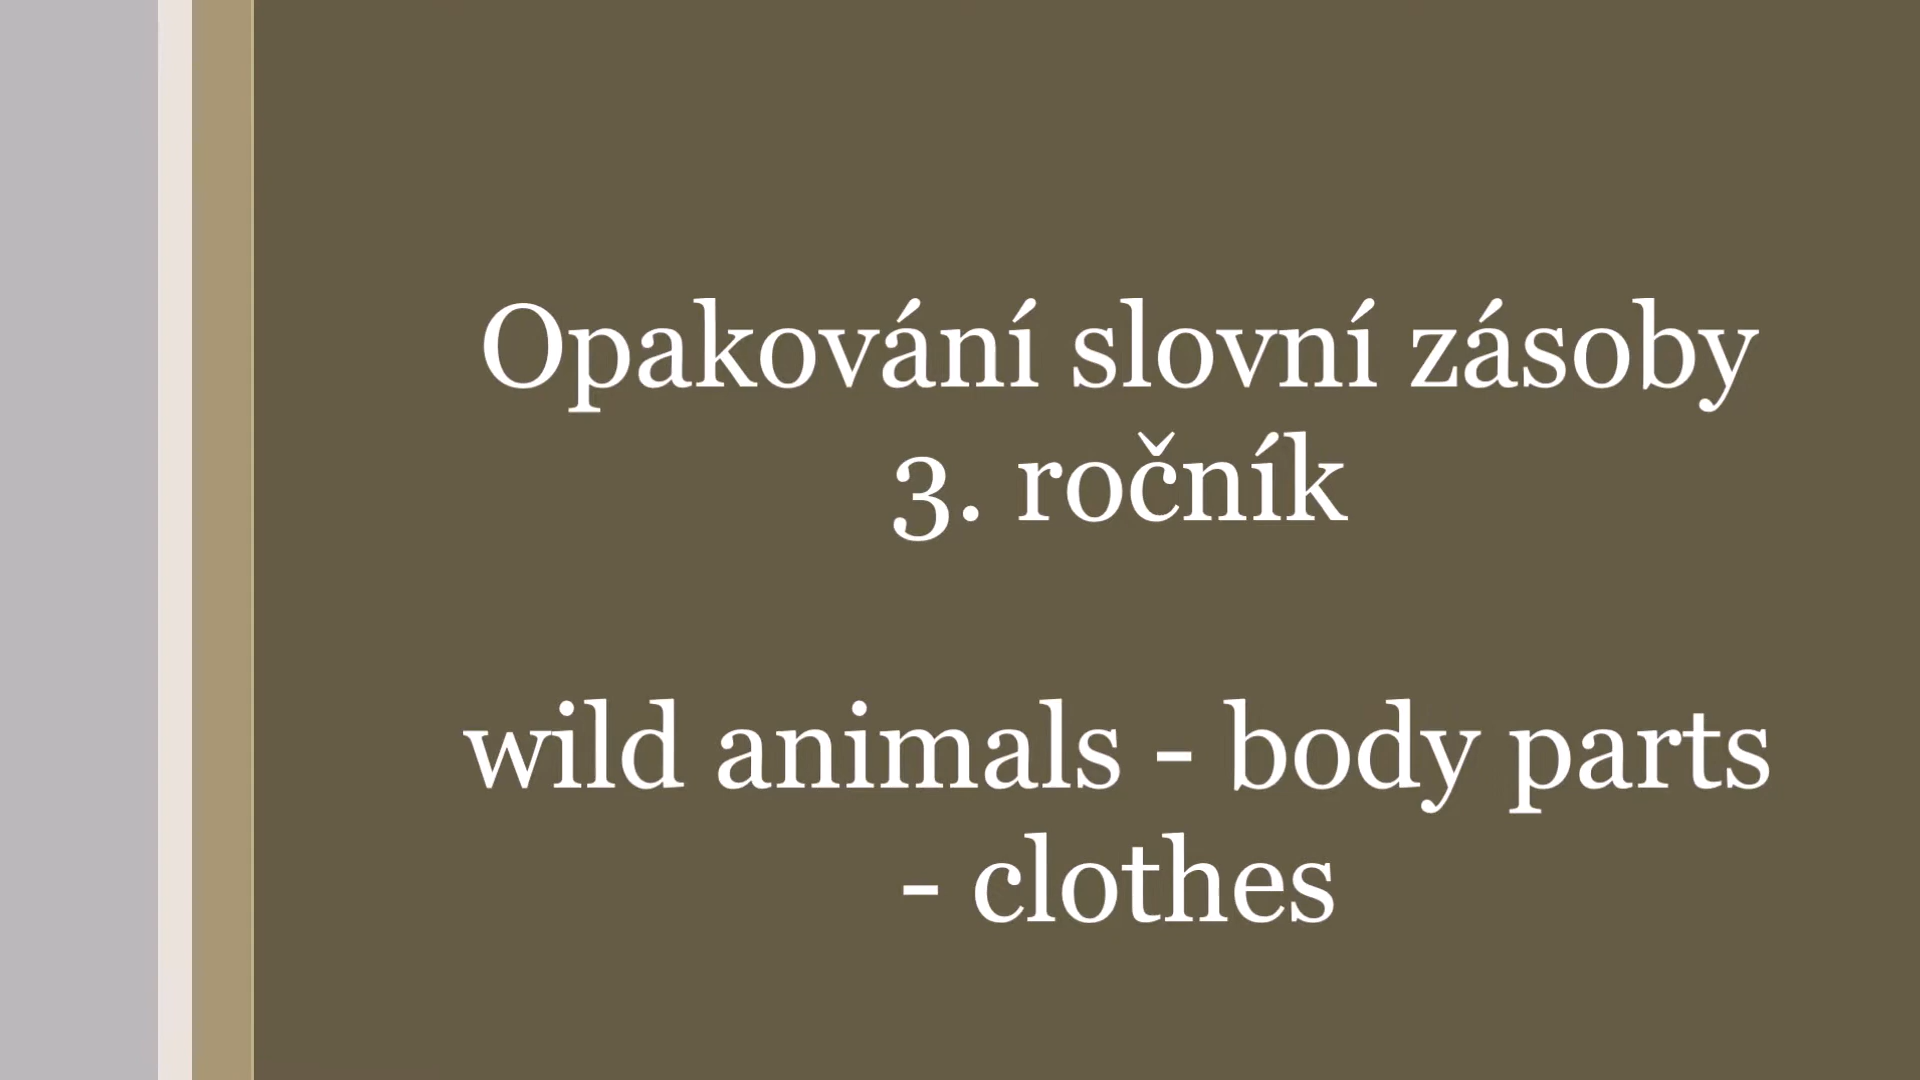 Opakování slovní zásoby
3. ročník
wild animals - body parts
- clothes